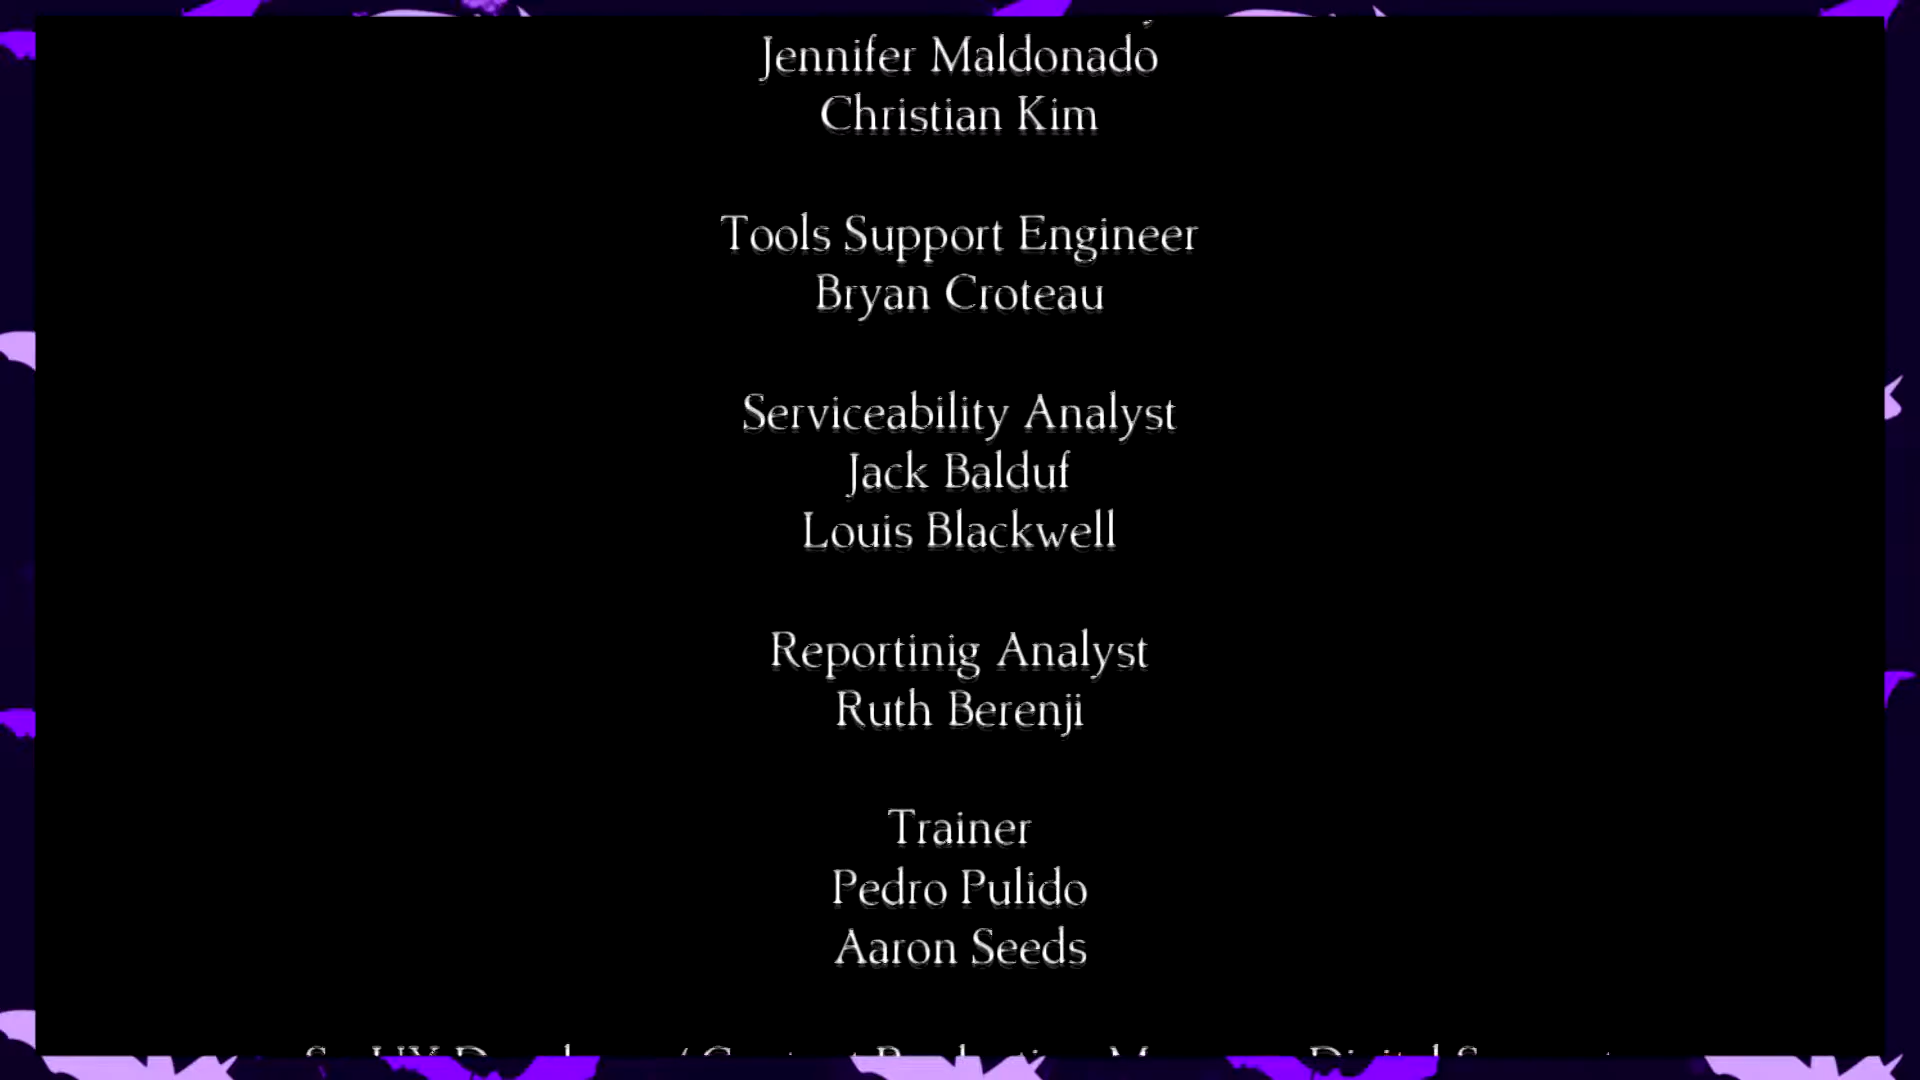 Jennifer Maldonado
Christian Kim
Tools Support Engineer
Bryan Croteau
Serviceability Analyst
Jack Balduf
Louis Blackwell
Reportinig Analyst
Ruth Berenji
Trainer
Pedro Pulido
Aaron Seeds